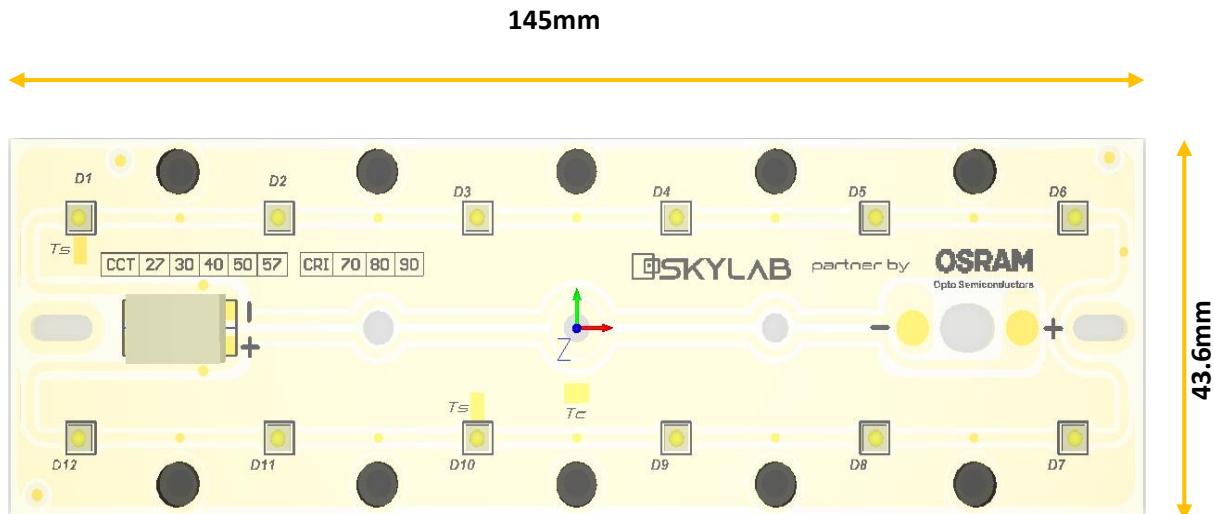 145mm
D1
D2
D3
D4
D5
D6
Ts
CCT 27 30 40 50 57 CRI 70 80 90
SKYLAB partner by OSRAM
Opto Semiconductors
-
+
Z
-
+
43.6mm
Ts
Tc
D12
D11
D10
D9
D8
D7